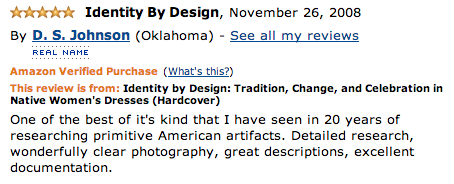 Identity By Design, November 26, 2008
By D. S. Johnson (Oklahoma) - See all my reviews
REAL NAME
Amazon Verified Purchase (What's this?)
This review is from: Identity by Design: Tradition, Change, and Celebration in
Native Women's Dresses (Hardcover)
One of the best of it's kind that I have seen in 20 years of
researching primitive American artifacts. Detailed research,
wonderfully clear photography, great descriptions, excellent
documentation.